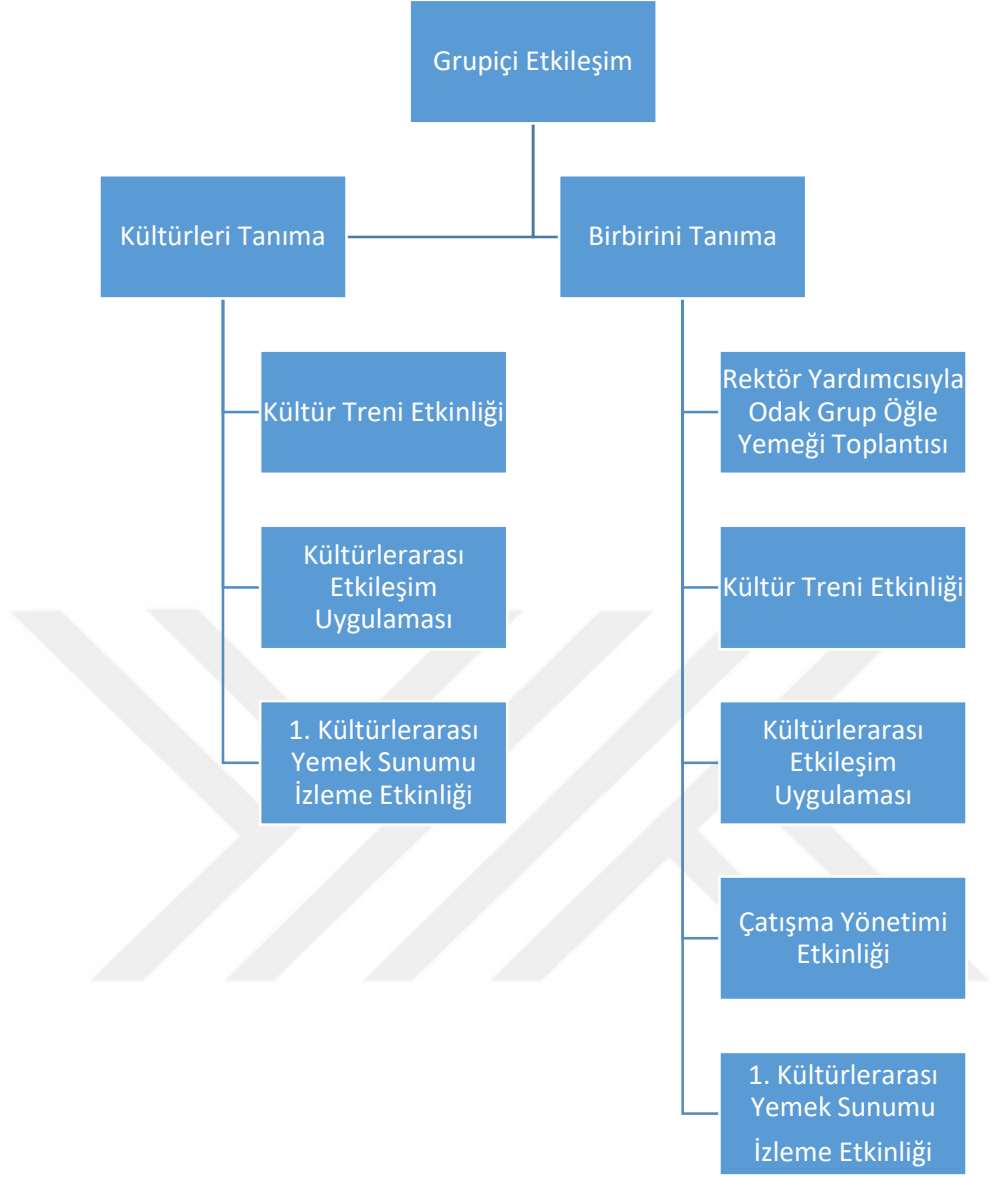 Grupiçi Etkileşim
Kültürleri Tanıma
Birbirini Tanıma
Kültür Treni Etkinliği
Kültürlerarası
Etkileşim
Uygulaması
1. Kültürlerarası
Yemek Sunumu
İzleme Etkinliği
Rektör Yardımcısıyla
Odak Grup Öğle
Yemeği Toplantısı
Kültür Treni Etkinliği
Kültürlerarası
Etkileşim
Uygulaması
Çatışma Yönetimi
Etkinliği
1. Kültürlerarası
Yemek Sunumu
İzleme Etkinliği